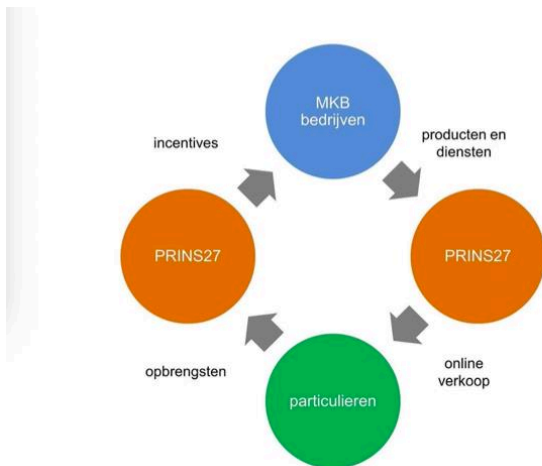 MKB
bedrijven
incentives
producten en
diensten
PRINS27
PRINS27
opbrengsten
online
verkoop
particulieren